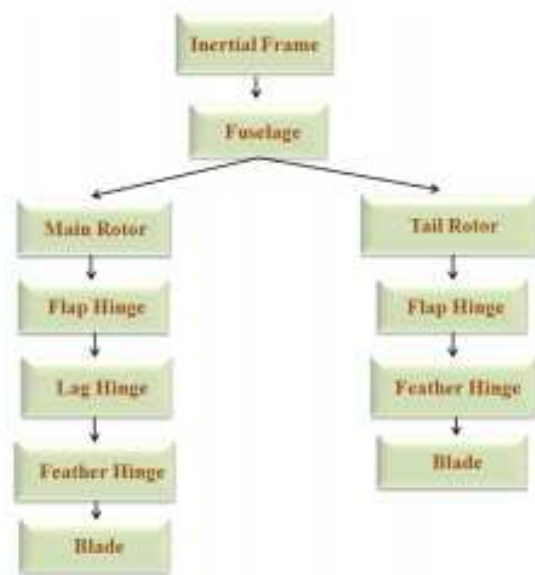 Inertial Frame
Fuselage
Main Rotor
Flap Hinge
Lag Hinge
Feather Hinge
Blade
Tail Rotor
Flap Hinge
Feather Hinge
Blade